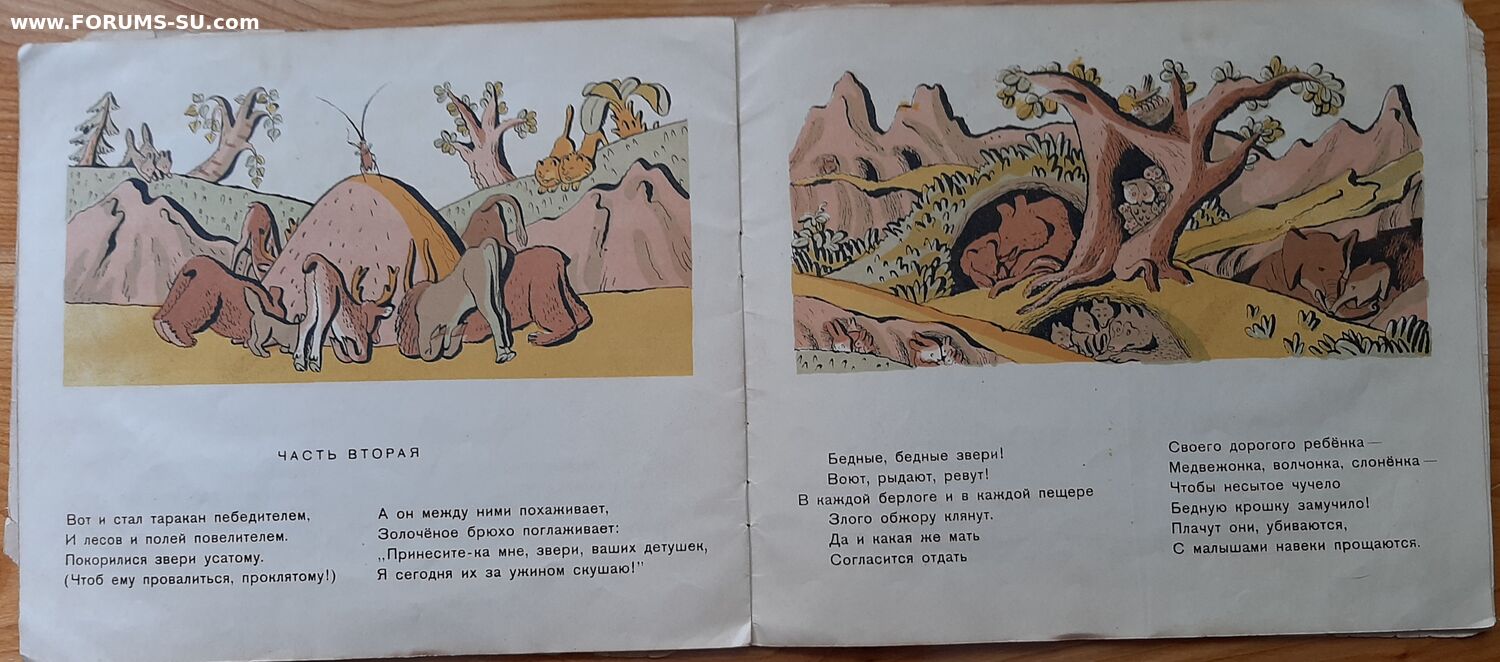 www.FORUMS-SU.com
ЧАСТЬ ВТОРАЯ
Вот и стал таракан пебедителем,
И лесов и полей повелителем.
Покорилися звери усатому.
(Чтоб ему провалиться, проклятому!)
А он между ними похаживает,
Золочёное брюхо поглаживает:
„Принесите-ка мне, звери, ваших детушек,
Я сегодня их за ужином скушаю!"
Бедные, бедные звери!
Воют, рыдают, ревут!
В каждой берлоге и в каждой пещере
Злого обжору клянут.
Да и какая же мать
Согласится отдать
Своего дорогого ребёнка—
Медвежонка, волчонка, слонёнка—
Чтобы несытое чучело
Бедную крошку замучило!
Плачут они, убиваются,
С малышами навеки прощаются.